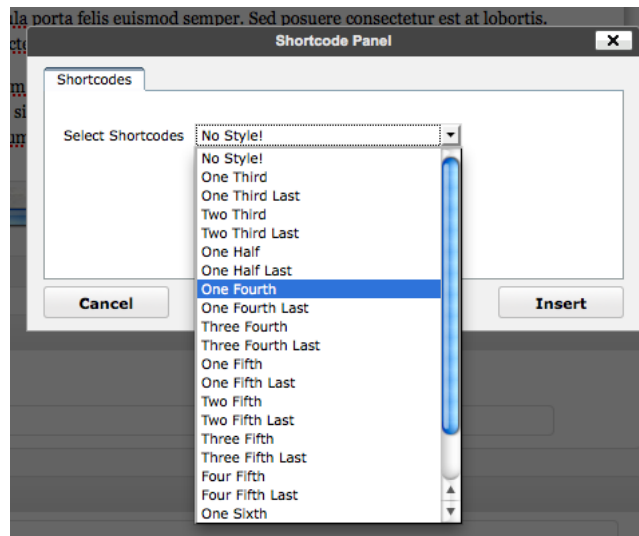 la porta felis euismod semper. Sed posuere consectetur est at lobortis.
Shortcode Panel
X
Shortcodes
Select Shortcodes No Style!
No Style!
One Third
One Third Last
Two Third
Two Third Last
One Half
One Half Last
One Fourth
One Fourth Last
Three Fourth
Three Fourth Last
One Fifth
One Fifth Last
Two Fifth
Two Fifth Last
Three Fifth
Three Fifth Last
Four Fifth
Four Fifth Last
One Sixth
Cancel
Insert